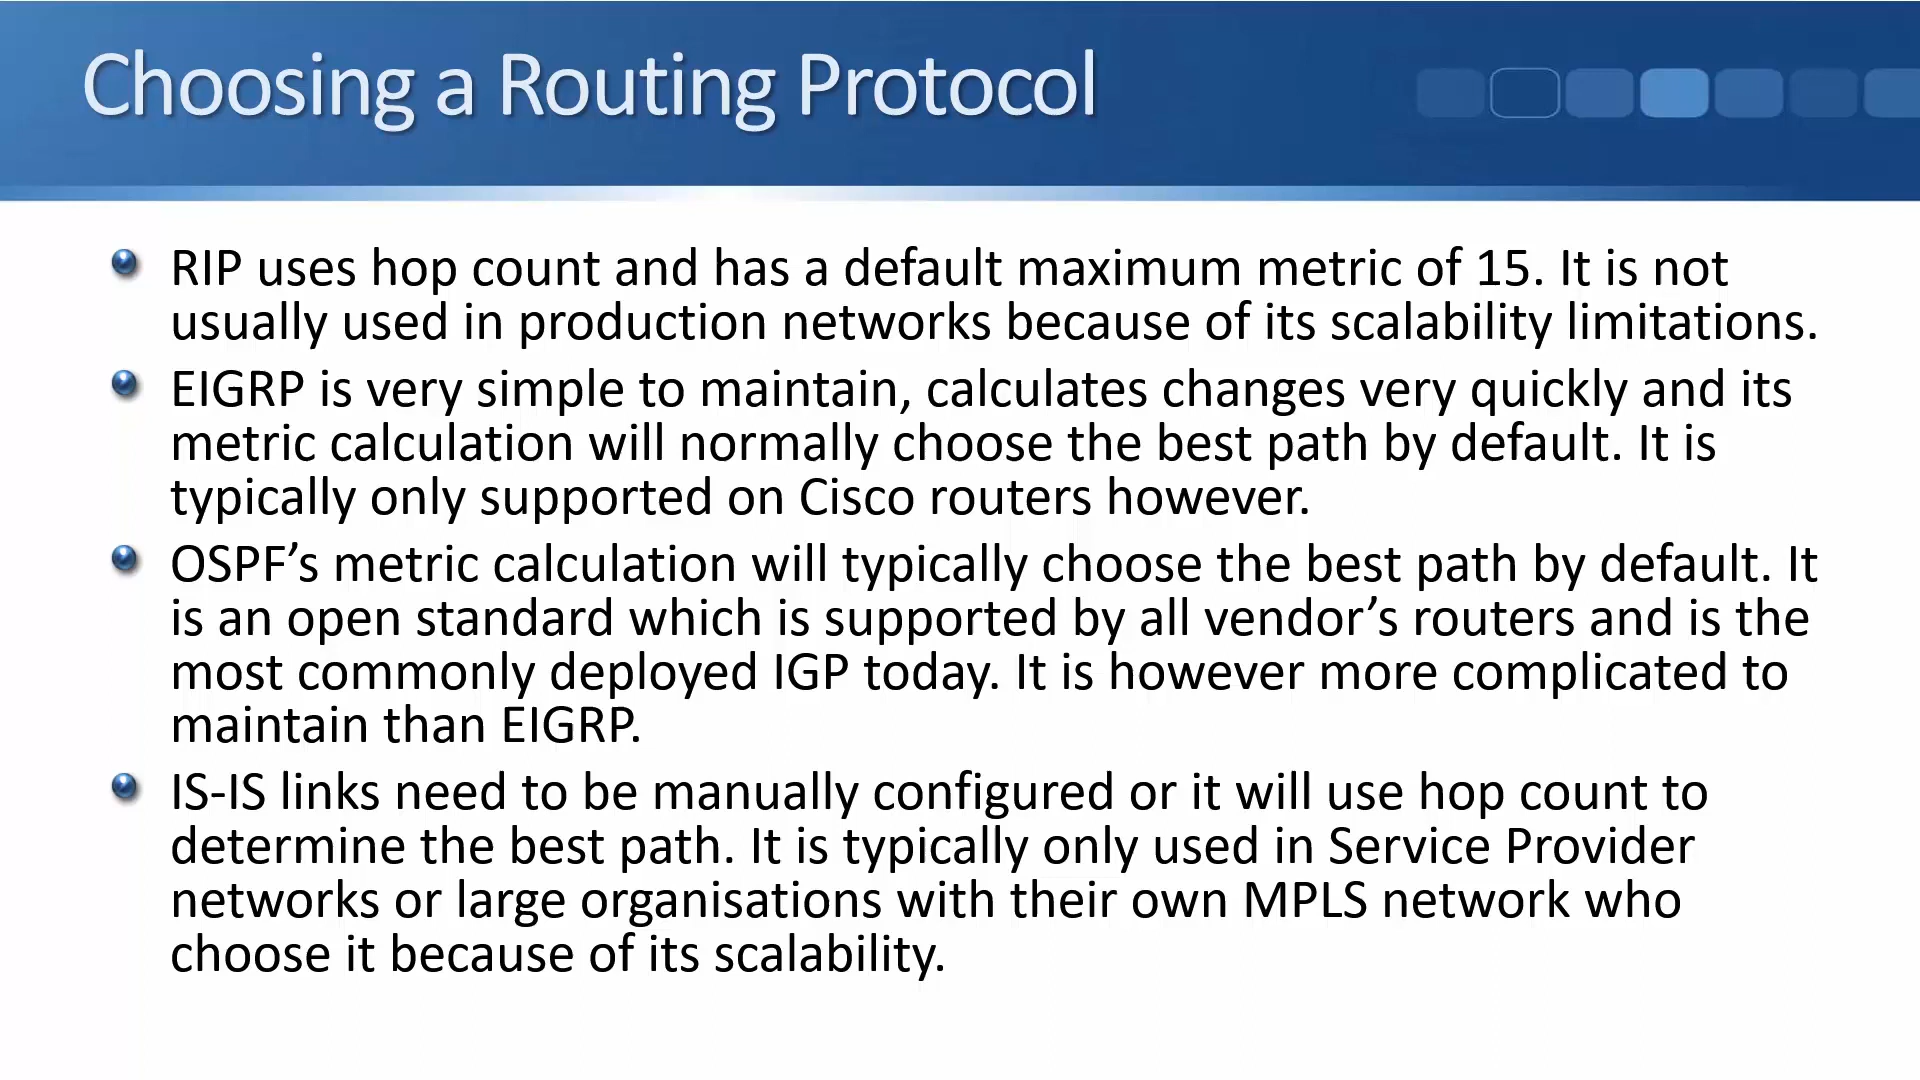 Choosing a Routing Protocol
RIP uses hop count and has a default maximum metric of 15. It is not
usually used in production networks because of its scalability limitations.
EIGRP is very simple to maintain, calculates changes very quickly and its
metric calculation will normally choose the best path by default. It is
typically only supported on Cisco routers however.
OSPF’s metric calculation will typically choose the best path by default. It
is an open standard which is supported by all vendor’s routers and is the
most commonly deployed IGP today. It is however more complicated to
maintain than EIGRP.
IS-IS links need to be manually configured or it will use hop count to
determine the best path. It is typically only used in Service Provider
networks or large organisations with their own MPLS network who
choose it because of its scalability.